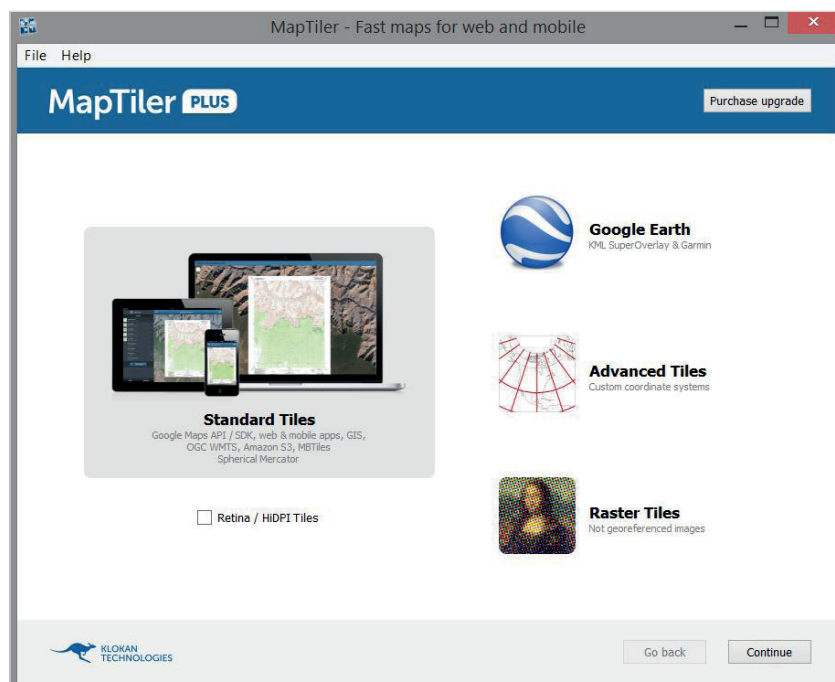 MapTiler - Fast maps for web and mobile
File Help
MapTiler PLUS
Purchase upgrade
Standard Tiles
Google Maps API / SDK, web & mobile apps, GIS,
OGC WMTS, Amazon S3, MBTiles
Spherical Mercator
Retina / HiDPI Tiles
Google Earth
KML SuperOverlay & Garmin
Advanced Tiles
Custom coordinate systems
Raster Tiles
Not georeferenced images
KLOKAN
TECHNOLOGIES
Go back
Continue